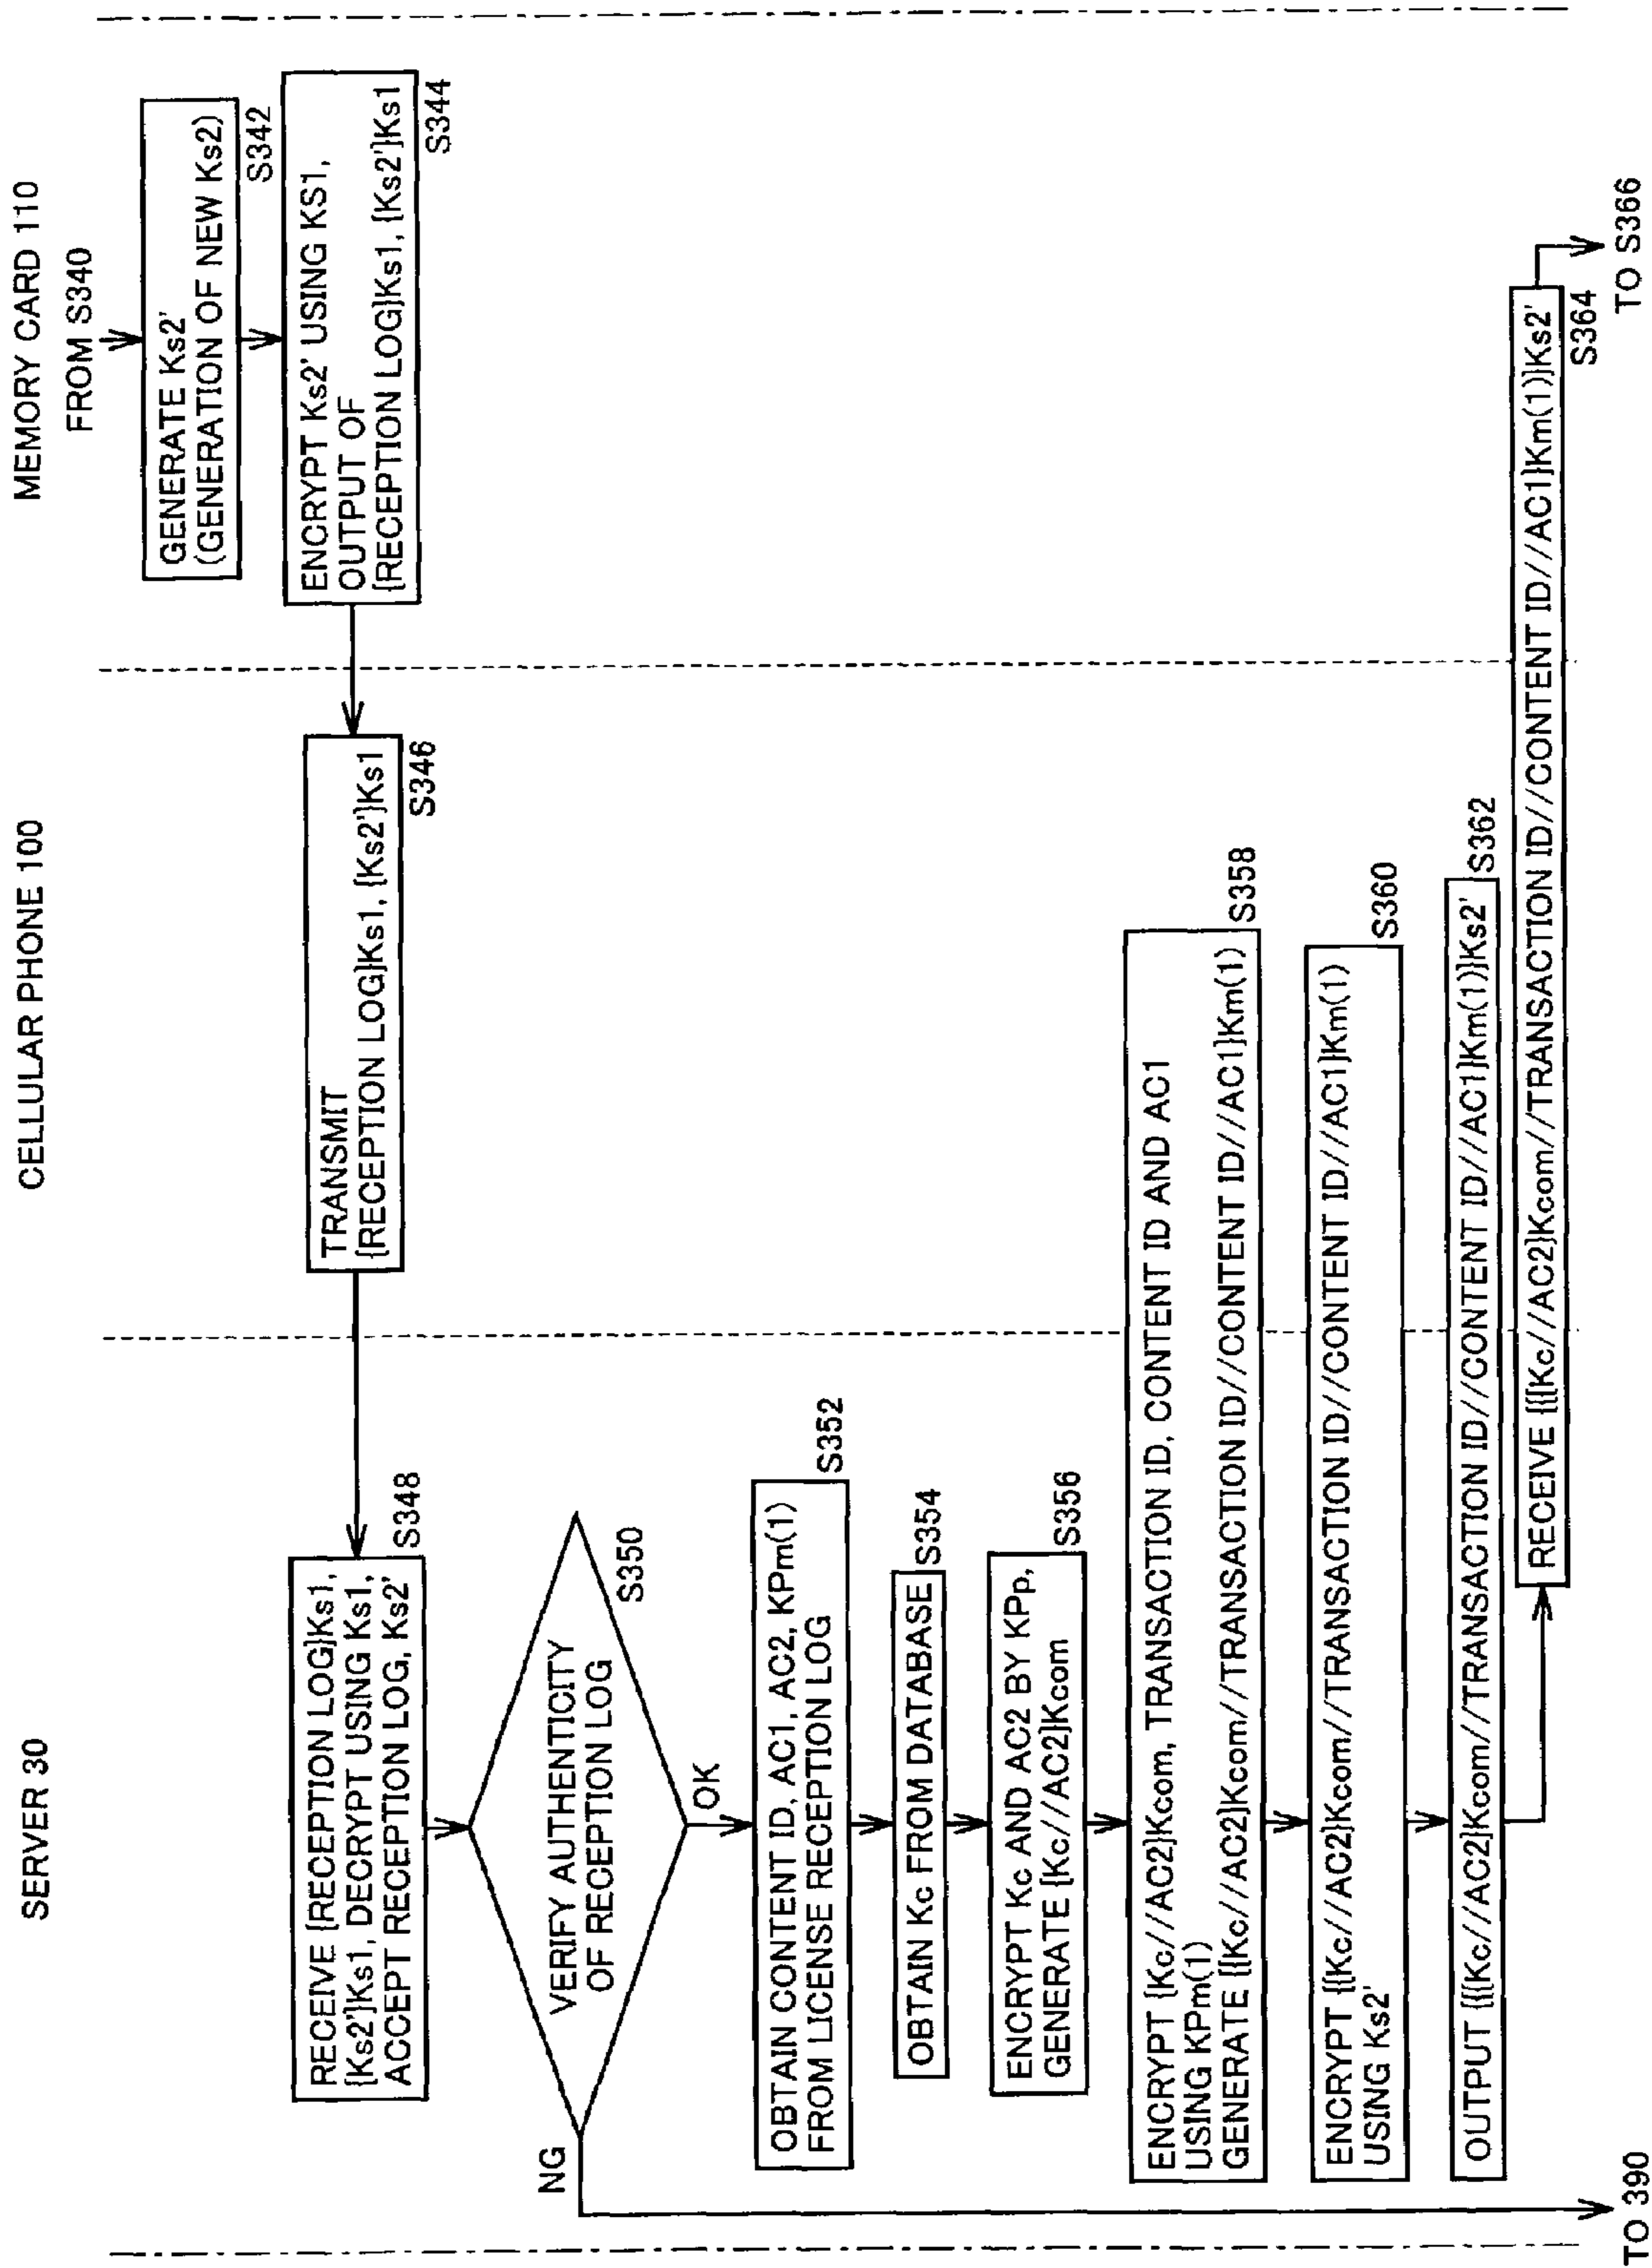 SERVER 30
CELLULAR PHONE 100
MEMORY CARD 110
FROM S340
GENERATE Ks2'
(GENERATION OF NEW Ks2)
S342
ENCRYPT Ks2' USING KS1,
OUTPUT OF
{RECEPTION LOG}Ks1, {Ks2'}Ks1
S344
TRANSMIT
{RECEPTION LOG}Ks1, {Ks2'}Ks1
S346
RECEIVE {RECEPTION LOG}Ks1,
{Ks2'}Ks1, DECRYPT USING Ks1,
ACCEPT RECEPTION LOG, Ks2'
S348
VERIFY AUTHENTICITY
OF RECEPTION LOG
S350
NG
OK
OBTAIN CONTENT ID, AC1, AC2, KPm(1)
FROM LICENSE RECEPTION LOG
S352
OBTAIN Kc FROM DATABASE
S354
ENCRYPT Kc AND AC2 BY KPp,
GENERATE {Kc//AC2}Kcom
S356
ENCRYPT {Kc//AC2}Kcom, TRANSACTION ID, CONTENT ID AND AC1
USING KPm(1)
GENERATE {{Kc//AC2}Kcom//TRANSACTION ID//CONTENT ID//AC1}Km(1)
S358
ENCRYPT {{Kc//AC2}Kcom//TRANSACTION ID//CONTENT ID//AC1}Km(1)
USING Ks2'
S360
OUTPUT {{{Kc//AC2}Kcom//TRANSACTION ID//CONTENT ID//AC1}Km(1)}Ks2'
S362
RECEIVE {{{Kc//AC2}Kcom//TRANSACTION ID//CONTENT ID//AC1}Km(1)}Ks2'
S364
TO 390
TO S366